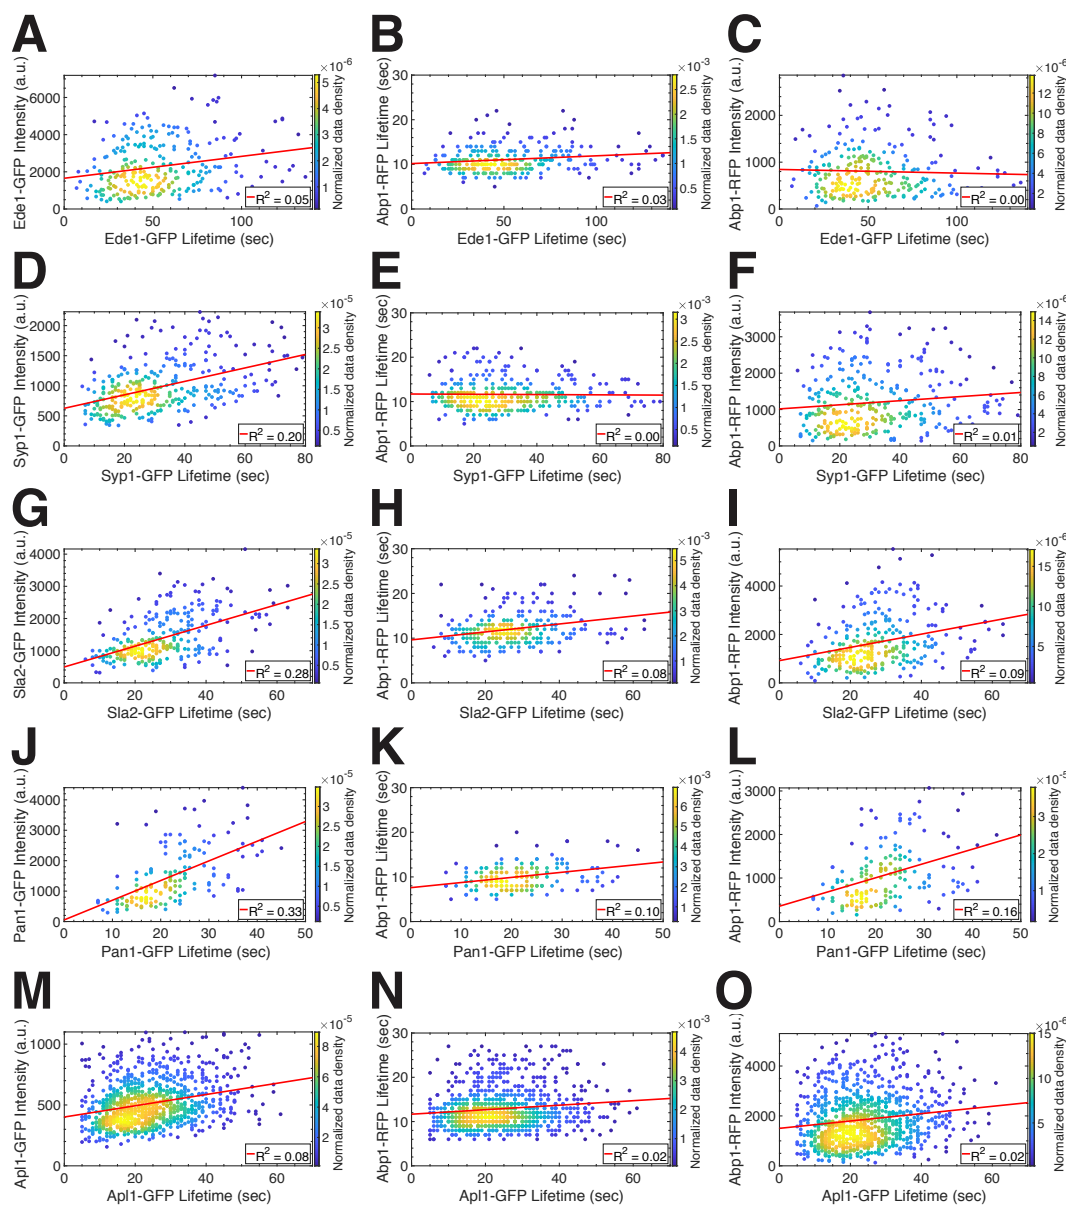 A
Ede1-GFP Intensity (a.u.)
6000
4000
2000
0
0 50 100
Ede1-GFP Lifetime (sec)
R² = 0.05
×10⁻⁶
5
4
3
2
1
Normalized data density
B
Abp1-RFP Lifetime (sec)
30
20
10
0
0 50 100
Ede1-GFP Lifetime (sec)
R² = 0.03
×10⁻³
2.5
2
1.5
1
0.5
Normalized data density
C
Abp1-RFP Intensity (a.u.)
2000
1000
0
0 50 100
Ede1-GFP Lifetime (sec)
R² = 0.00
×10⁻⁶
12
10
8
6
4
2
Normalized data density
D
Syp1-GFP Intensity (a.u.)
2000
1500
1000
500
0
0 20 40 60 80
Syp1-GFP Lifetime (sec)
R² = 0.20
×10⁻⁵
3
2.5
2
1.5
1
0.5
Normalized data density
E
Abp1-RFP Lifetime (sec)
30
20
10
0
0 20 40 60 80
Syp1-GFP Lifetime (sec)
R² = 0.00
×10⁻³
3
2.5
2
1.5
1
0.5
Normalized data density
F
Abp1-RFP Intensity (a.u.)
3000
2000
1000
0
0 20 40 60 80
Syp1-GFP Lifetime (sec)
R² = 0.01
×10⁻⁶
14
12
10
8
6
4
2
Normalized data density
G
Sla2-GFP Intensity (a.u.)
4000
3000
2000
1000
0
0 20 40 60
Sla2-GFP Lifetime (sec)
R² = 0.28
×10⁻⁵
3
2.5
2
1.5
1
0.5
Normalized data density
H
Abp1-RFP Lifetime (sec)
30
20
10
0
0 20 40 60
Sla2-GFP Lifetime (sec)
R² = 0.08
×10⁻³
5
4
3
2
1
Normalized data density
I
Abp1-RFP Intensity (a.u.)
4000
2000
0
0 20 40 60
Sla2-GFP Lifetime (sec)
R² = 0.09
×10⁻⁶
15
10
5
Normalized data density
J
Pan1-GFP Intensity (a.u.)
4000
3000
2000
1000
0
0 10 20 30 40 50
Pan1-GFP Lifetime (sec)
R² = 0.33
×10⁻⁵
3
2.5
2
1.5
1
0.5
Normalized data density
K
Abp1-RFP Lifetime (sec)
30
20
10
0
0 10 20 30 40 50
Pan1-GFP Lifetime (sec)
R² = 0.10
×10⁻³
6
4
2
Normalized data density
L
Abp1-RFP Intensity (a.u.)
3000
2000
1000
0
0 10 20 30 40 50
Pan1-GFP Lifetime (sec)
R² = 0.16
×10⁻⁵
3
2
1
Normalized data density
M
Apl1-GFP Intensity (a.u.)
1000
500
0
0 20 40 60
Apl1-GFP Lifetime (sec)
R² = 0.08
×10⁻⁵
8
6
4
2
Normalized data density
N
Abp1-RFP Lifetime (sec)
30
20
10
0
0 20 40 60
Apl1-GFP Lifetime (sec)
R² = 0.02
×10⁻³
4
3
2
1
Normalized data density
O
Abp1-RFP Intensity (a.u.)
4000
2000
0
0 20 40 60
Apl1-GFP Lifetime (sec)
R² = 0.02
×10⁻⁶
15
10
5
Normalized data density